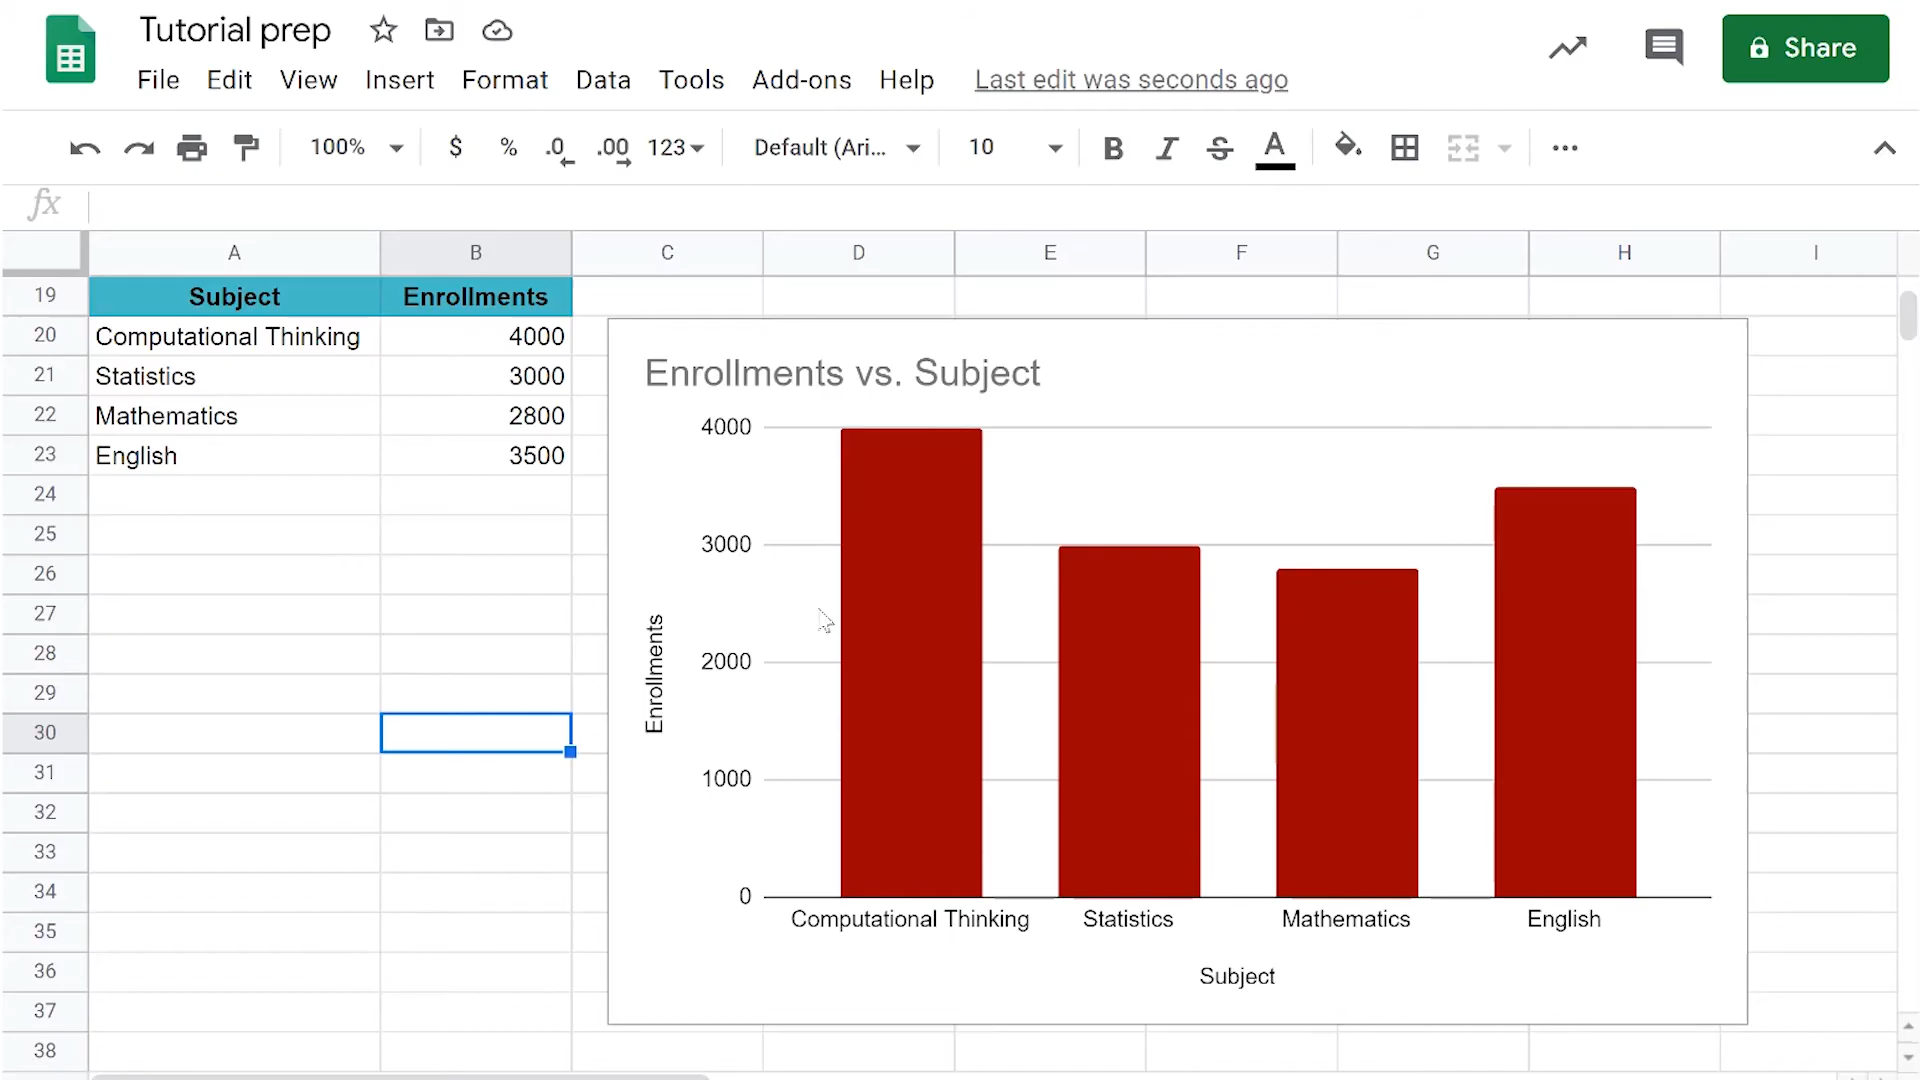 Tutorial prep
File Edit View Insert Format Data Tools Add-ons Help Last edit was seconds ago
Share
100% $ % .0 .00 123 Default (Ari... 10 B I S A
fx
A B C D E F G H I
19 Subject Enrollments
20 Computational Thinking 4000
21 Statistics 3000
22 Mathematics 2800
23 English 3500
24
25
26
27
28
29
30
31
32
33
34
35
36
37
38
Enrollments vs. Subject
4000
3000
2000
1000
0
Enrollments
Computational Thinking Statistics Mathematics English
Subject